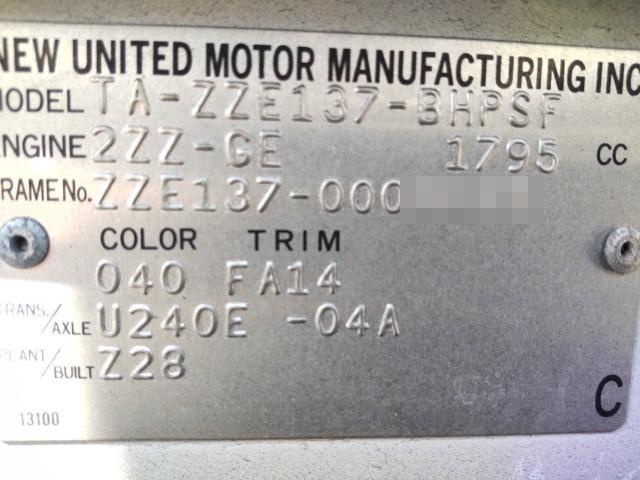 NEW UNITED MOTOR MANUFACTURING INC
MODEL TA-ZZE137-BHPSF
ENGINE 2ZZ-GE 1795 CC
FRAME No. ZZE137-000
COLOR TRIM
040 FA14
TRANS./AXLE U240E -04A
PLANT/BUILT Z28
13100 C